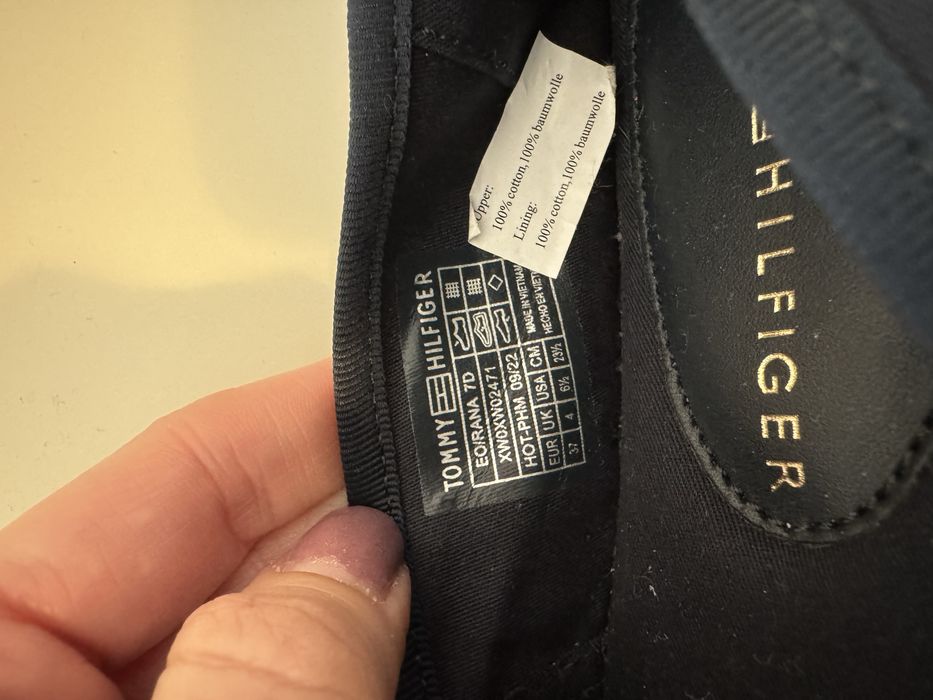 Upper:
100% cotton,100% baumwolle
Lining:
100% cotton,100% baumwolle
TOMMY HILFIGER
EO/RANA 7D
XW0XW02471
HOT-PHM 09/22
MADE IN VIETNAM
HECHO EN VIET
EUR UK USA CM
37 4 6½ 23½
HILFIGER